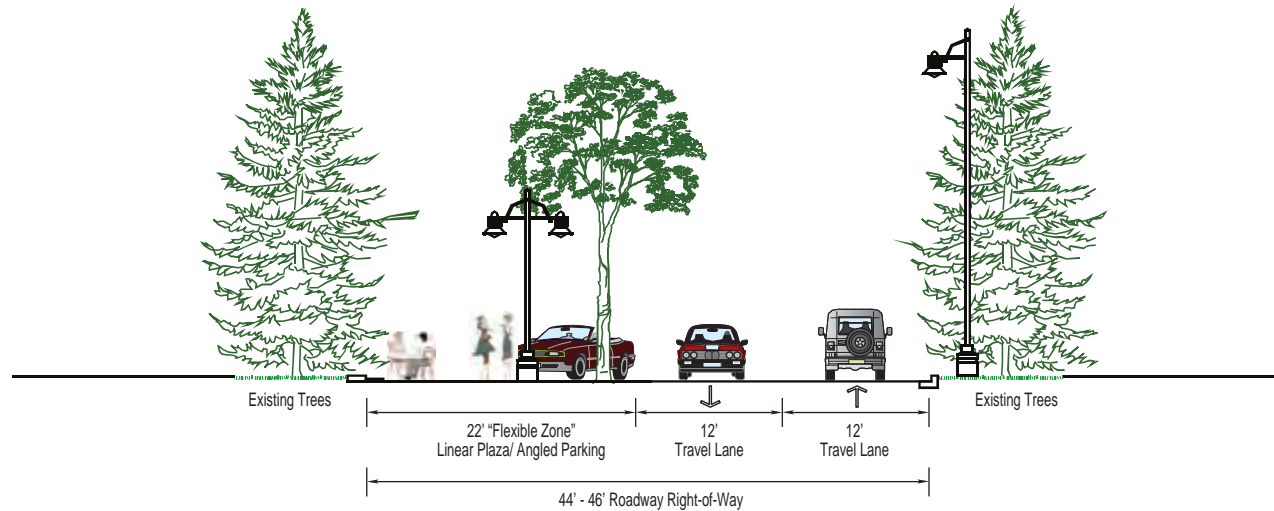 Existing Trees
Existing Trees
22' “Flexible Zone”
Linear Plaza/ Angled Parking
12'
Travel Lane
12'
Travel Lane
44' - 46' Roadway Right-of-Way